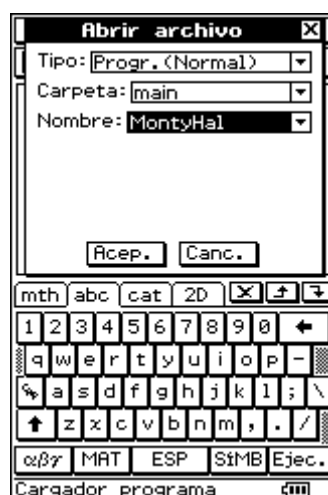 Abrir archivo X
Tipo: Progr.(Normal)
Carpeta: main
Nombre: MontyHal
Acep. Canc.
mth abc cat 2D
1 2 3 4 5 6 7 8 9 0 ←
q w e r t y u i o p -
a s d f g h j k l ; \
z x c v b n m , . /
αβγ MAT ESP SíMB Ejec.
Cargador programa